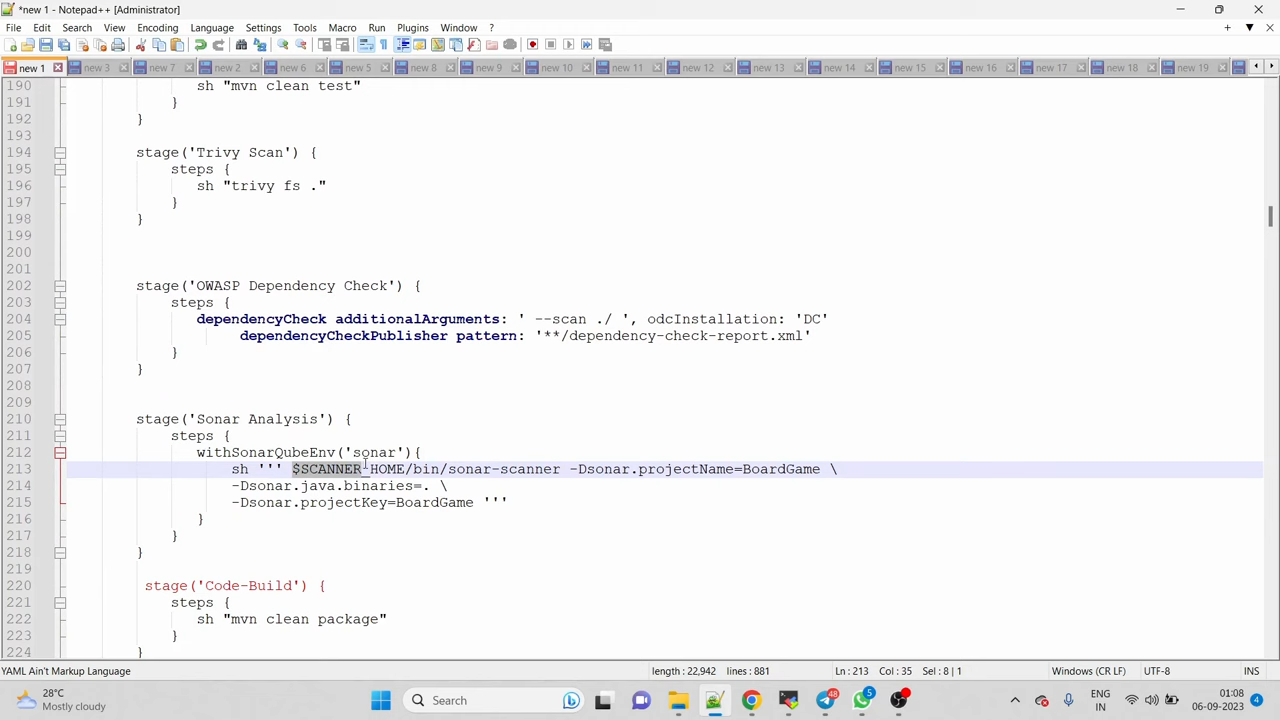 *new 1 - Notepad++ [Administrator]
File Edit Search View Encoding Language Settings Tools Macro Run Plugins Window ?
new 1 new 3 new 7 new 2 new 6 new 5 new 8 new 9 new 10 new 11 new 12 new 13 new 14 new 15 new 16 new 17 new 18 new 19
190 sh "mvn clean test"
191 }
192 }
193
194 stage('Trivy Scan') {
195 steps {
196 sh "trivy fs ."
197 }
198 }
199
200
201
202 stage('OWASP Dependency Check') {
203 steps {
204 dependencyCheck additionalArguments: ' --scan ./ ', odcInstallation: 'DC'
205 dependencyCheckPublisher pattern: '**/dependency-check-report.xml'
206 }
207 }
208
209
210 stage('Sonar Analysis') {
211 steps {
212 withSonarQubeEnv('sonar'){
213 sh ''' $SCANNER-HOME/bin/sonar-scanner -Dsonar.projectName=BoardGame \
214 -Dsonar.java.binaries=. \
215 -Dsonar.projectKey=BoardGame '''
216 }
217 }
218 }
219
220 stage('Code-Build') {
221 steps {
222 sh "mvn clean package"
223 }
224 }
YAML Ain't Markup Language length : 22,942 lines : 881 Ln : 213 Col : 35 Sel : 8 | 1 Windows (CR LF) UTF-8 INS
28°C
Mostly cloudy
Search
48
5
ENG
IN
01:08
06-09-2023